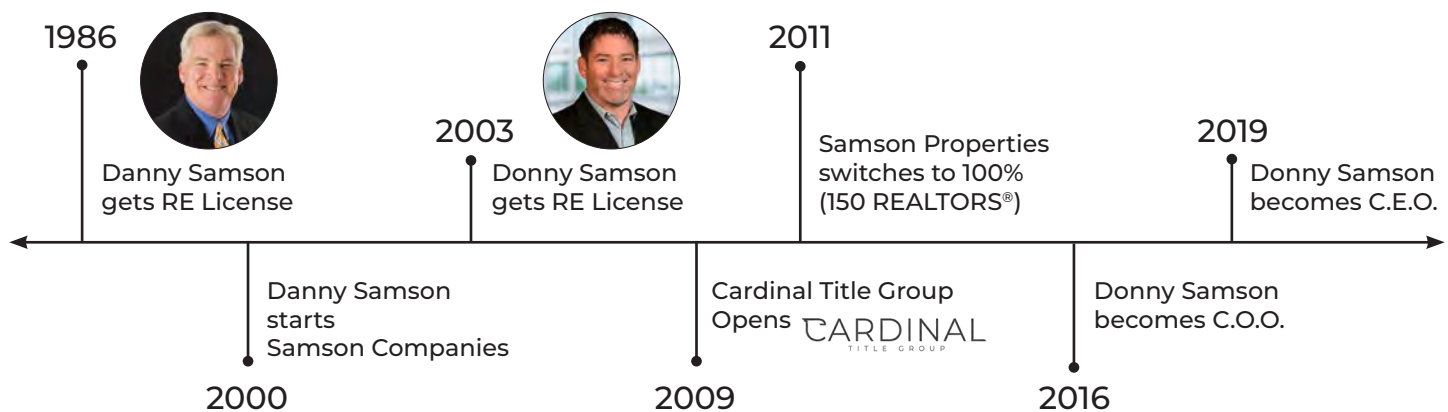 1986
Danny Samson
gets RE License
2000
Danny Samson
starts
Samson Companies
2003
Donny Samson
gets RE License
2009
Cardinal Title Group
Opens
CARDINAL
TITLE GROUP
2011
Samson Properties
switches to 100%
(150 REALTORS®)
2016
Donny Samson
becomes C.O.O.
2019
Donny Samson
becomes C.E.O.